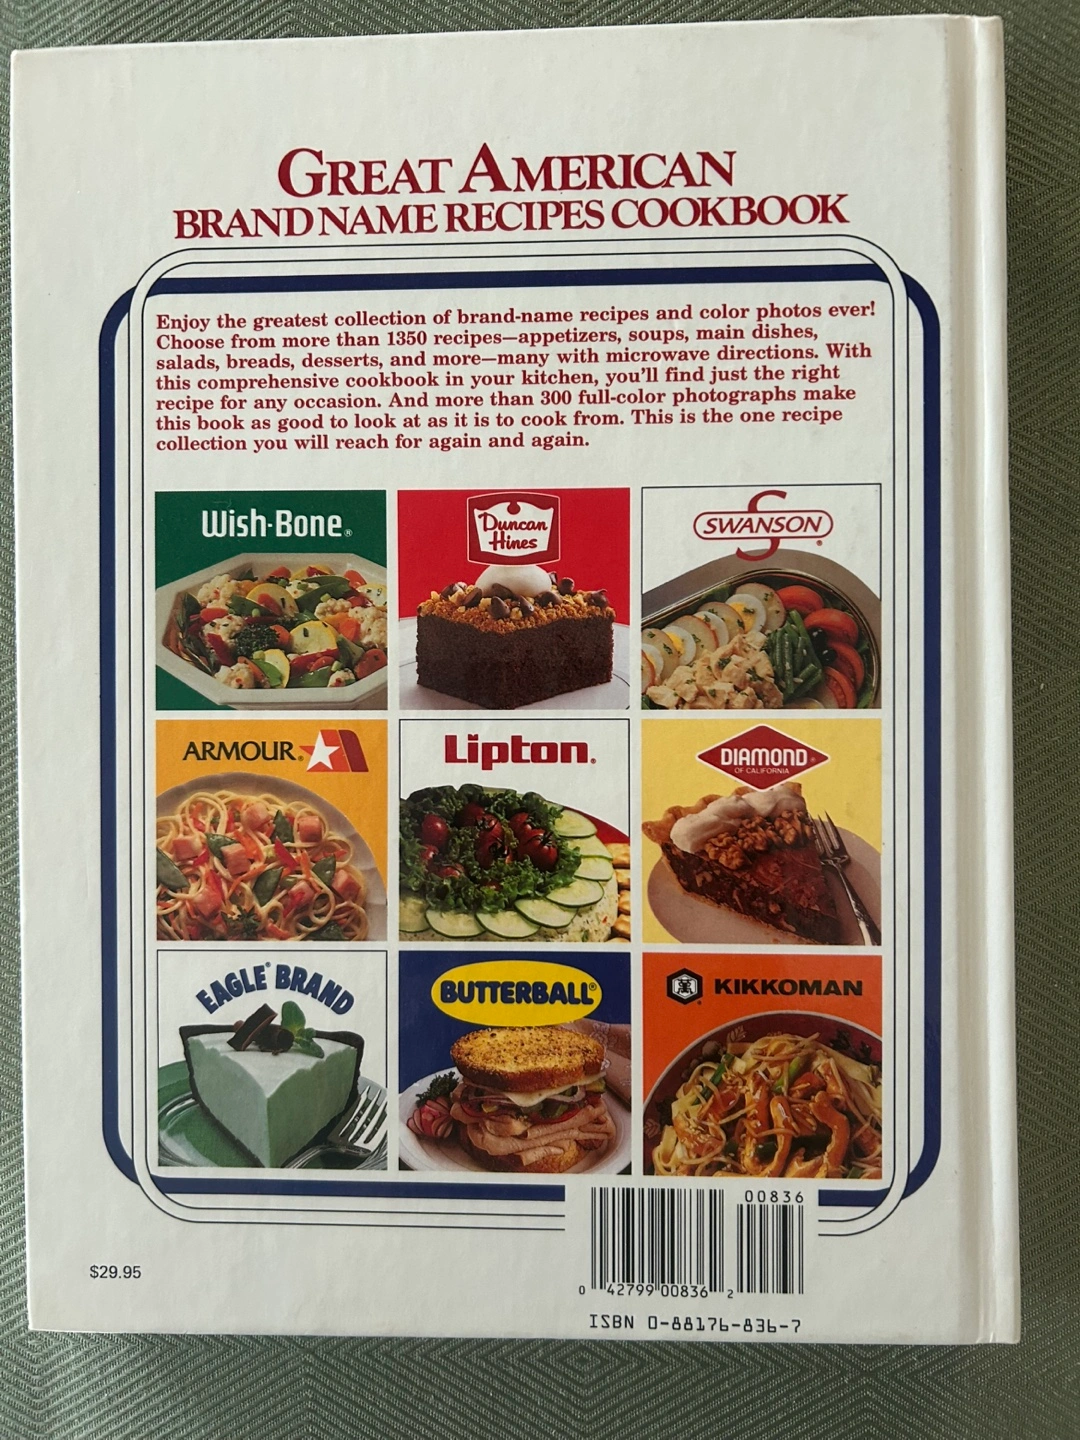 GREAT AMERICAN
BRAND NAME RECIPES COOKBOOK
Enjoy the greatest collection of brand-name recipes and color photos ever!
Choose from more than 1350 recipes—appetizers, soups, main dishes,
salads, breads, desserts, and more—many with microwave directions. With
this comprehensive cookbook in your kitchen, you'll find just the right
recipe for any occasion. And more than 300 full-color photographs make
this book as good to look at as it is to cook from. This is the one recipe
collection you will reach for again and again.
Wish-Bone®
Duncan
Hines
S
SWANSON®
ARMOUR®
Lipton®
DIAMOND®
OF CALIFORNIA
EAGLE® BRAND
BUTTERBALL®
KIKKOMAN®
00836
$29.95
0 42799 00836 2
ISBN 0-88176-836-7